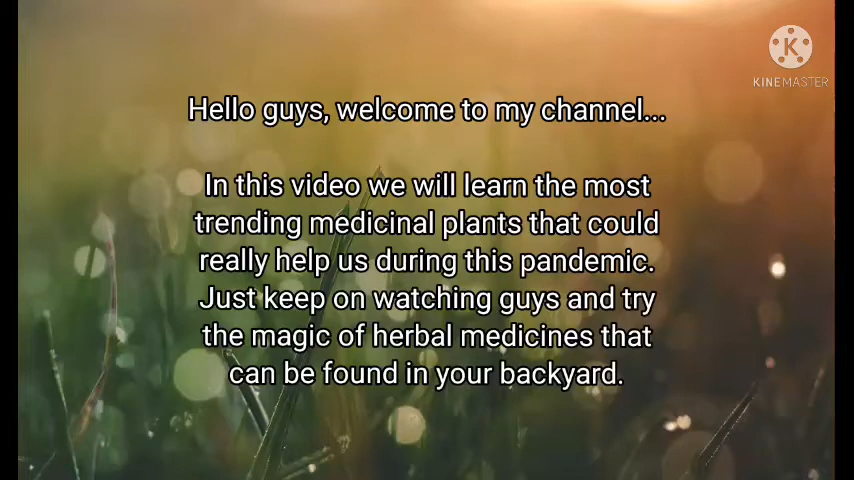 KINEMASTER
Hello guys, welcome to my channel...
In this video we will learn the most
trending medicinal plants that could
really help us during this pandemic.
Just keep on watching guys and try
the magic of herbal medicines that
can be found in your backyard.